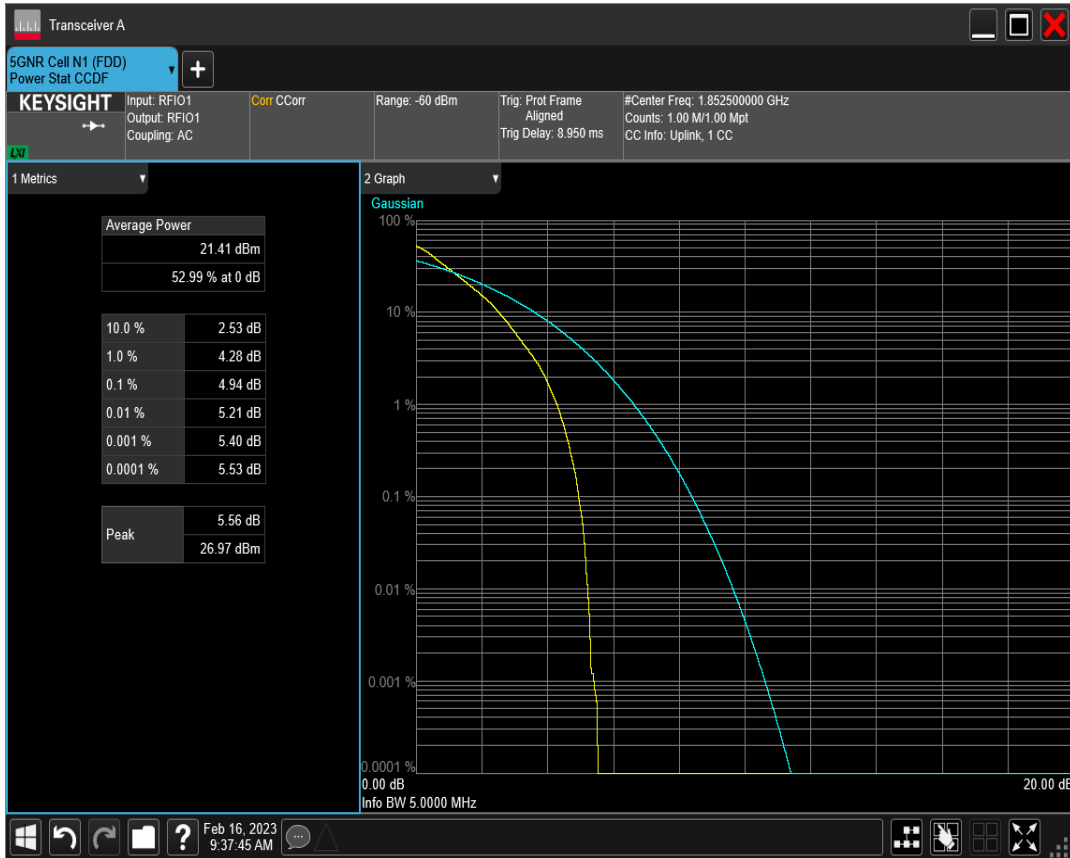 Transceiver A
5GNR Cell N1 (FDD)
Power Stat CCDF
+
KEYSIGHT
LXI
Input: RFIO1
Output: RFIO1
Coupling: AC
Corr CCorr
Range: -60 dBm
Trig: Prot Frame
Aligned
Trig Delay: 8.950 ms
#Center Freq: 1.852500000 GHz
Counts: 1.00 M/1.00 Mpt
CC Info: Uplink, 1 CC
1 Metrics
Average Power
21.41 dBm
52.99 % at 0 dB
10.0 % 2.53 dB
1.0 % 4.28 dB
0.1 % 4.94 dB
0.01 % 5.21 dB
0.001 % 5.40 dB
0.0001 % 5.53 dB
Peak
5.56 dB
26.97 dBm
2 Graph
Gaussian
100 %
10 %
1 %
0.1 %
0.01 %
0.001 %
0.0001 %
0.00 dB 20.00 dB
Info BW 5.0000 MHz
?
Feb 16, 2023
9:37:45 AM